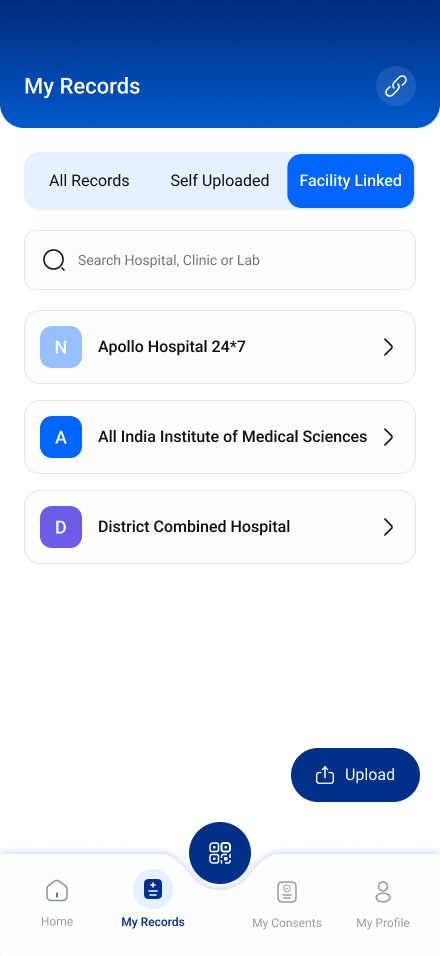 My Records
All Records
Self Uploaded
Facility Linked
Search Hospital, Clinic or Lab
N
Apollo Hospital 24*7
A
All India Institute of Medical Sciences
D
District Combined Hospital
Upload
Home
My Records
My Consents
My Profile